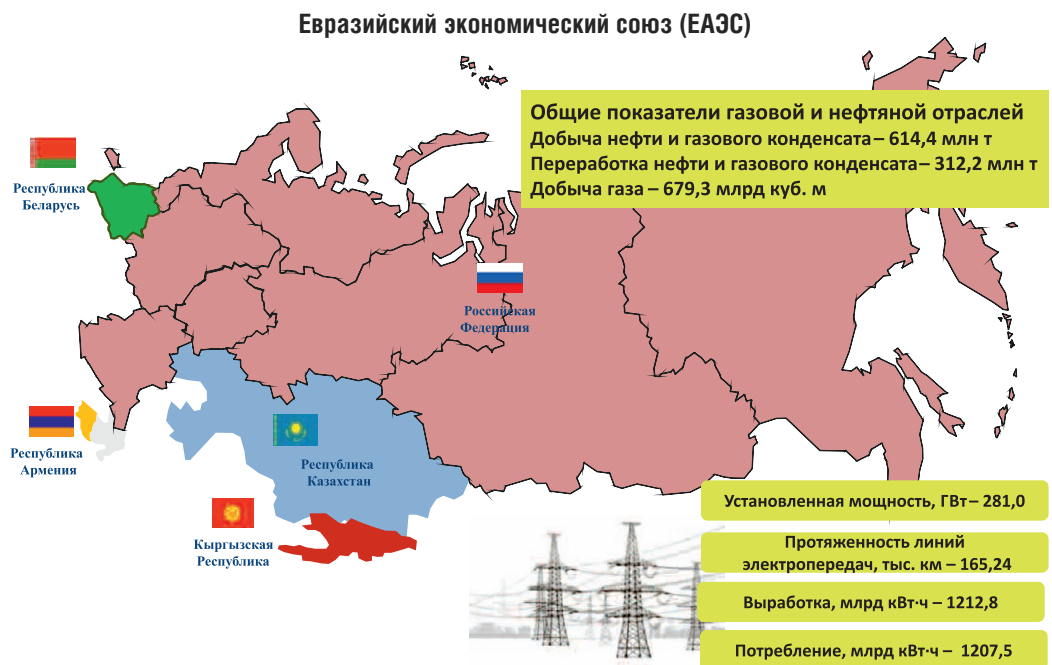 Евразийский экономический союз (ЕАЭС)
Общие показатели газовой и нефтяной отраслей
Добыча нефти и газового конденсата – 614,4 млн т
Переработка нефти и газового конденсата – 312,2 млн т
Добыча газа – 679,3 млрд куб. м
Республика
Беларусь
Российская
Федерация
Республика
Армения
Республика
Казахстан
Кыргызская
Республика
Установленная мощность, ГВт – 281,0
Протяженность линий
электропередач, тыс. км – 165,24
Выработка, млрд кВт·ч – 1212,8
Потребление, млрд кВт·ч – 1207,5